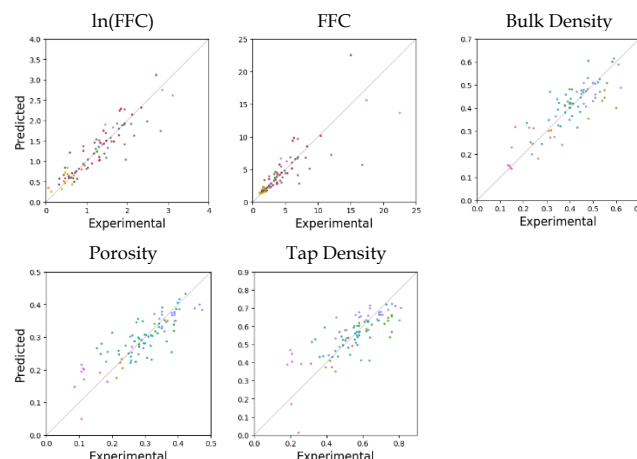 ln(FFC) FFC Bulk Density
4.0 25 0.7
3.5 0.6
3.0 20
2.5 0.5
2.0 15 0.4
1.5 10 0.3
1.0 0.2
0.5 5 0.1
0.0 0 0.0
0 1 2 3 4 0 5 10 15 20 25 0.0 0.1 0.2 0.3 0.4 0.5 0.6
Predicted
Experimental Experimental Experimental
Porosity Tap Density
0.5 0.9
0.8
0.4 0.7
0.6
0.3 0.5
0.2 0.4
0.3
0.1 0.2
0.1
0.0 0.0
0.0 0.1 0.2 0.3 0.4 0.5 0.0 0.2 0.4 0.6 0.8
Predicted
Experimental Experimental